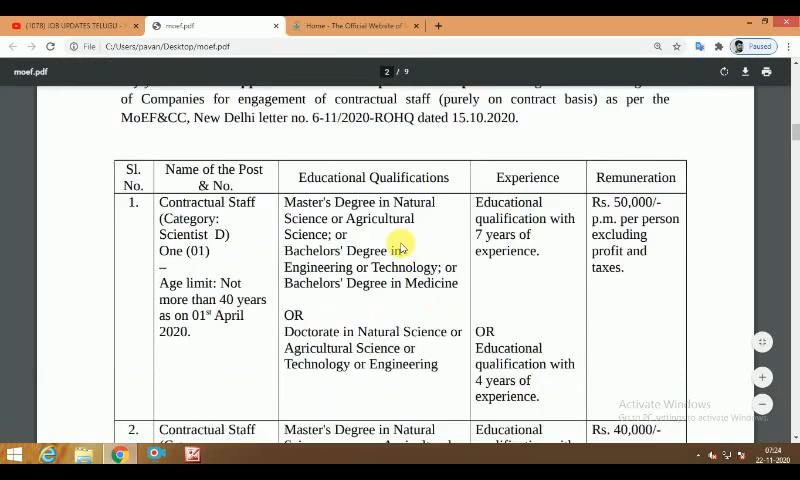 (1078) JOB UPDATES TELUGU -
moef.pdf
Home - The Official Website of
File
C:/Users/pavan/Desktop/moef.pdf
Paused
moef.pdf
2 / 9
of Companies for engagement of contractual staff (purely on contract basis) as per the
MoEF&CC, New Delhi letter no. 6-11/2020-ROHQ dated 15.10.2020.
Sl. No.
Name of the Post & No.
Educational Qualifications
Experience
Remuneration
1.
Contractual Staff
(Category:
Scientist D)
One (01)
–
Age limit: Not
more than 40 years
as on 01st April
2020.
Master's Degree in Natural
Science or Agricultural
Science; or
Bachelors' Degree in
Engineering or Technology; or
Bachelors' Degree in Medicine
OR
Doctorate in Natural Science or
Agricultural Science or
Technology or Engineering
Educational
qualification with
7 years of
experience.
OR
Educational
qualification with
4 years of
experience.
Rs. 50,000/-
p.m. per person
excluding
profit and
taxes.
2.
Contractual Staff
Master's Degree in Natural
Educational
Rs. 40,000/-
Activate Windows
Go to PC settings to activate Windows.
07:24
22-11-2020